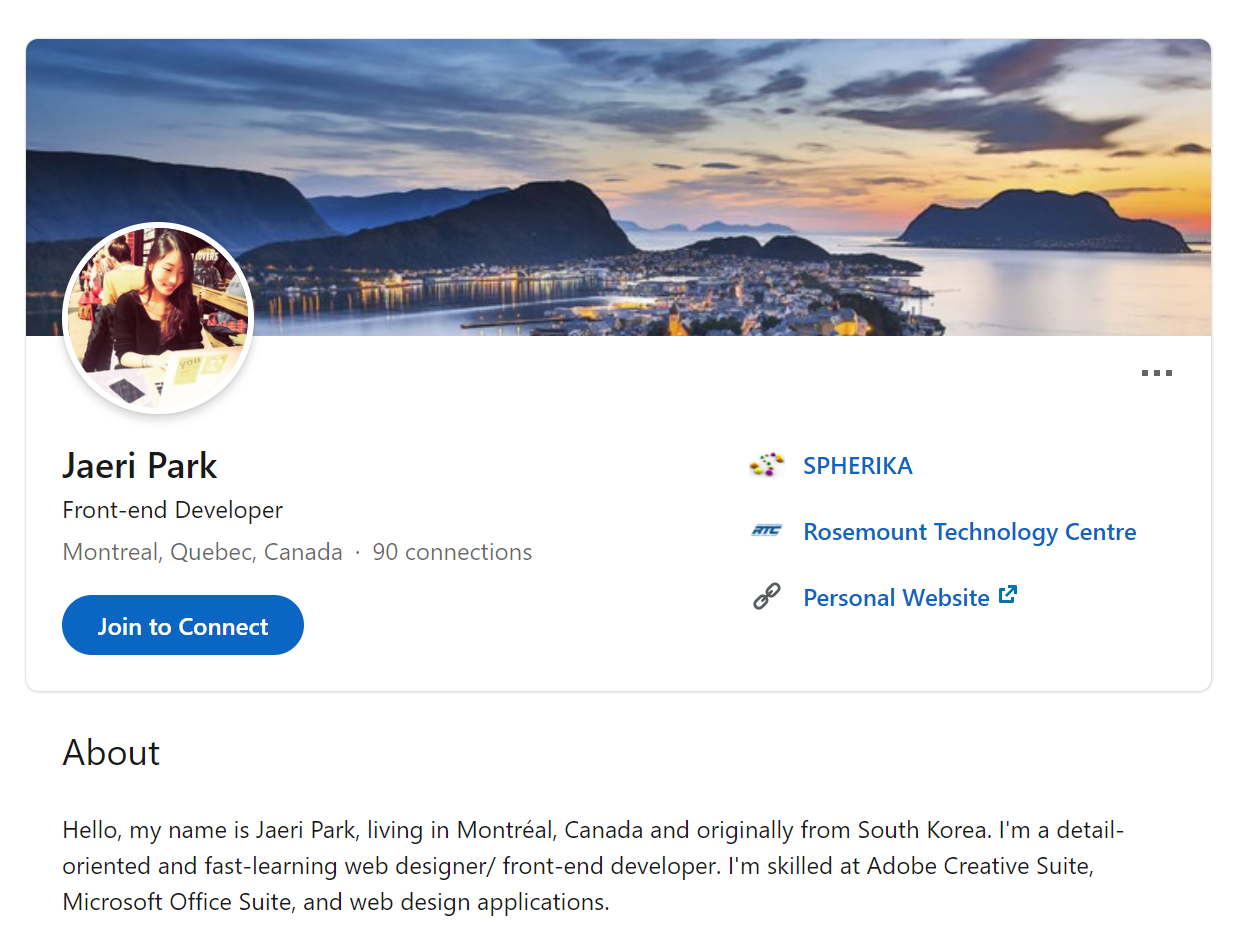 LOVERS
you
Jaeri Park
Front-end Developer
Montreal, Quebec, Canada · 90 connections
Join to Connect
SPHERIKA
RTC
Rosemount Technology Centre
Personal Website
About
Hello, my name is Jaeri Park, living in Montréal, Canada and originally from South Korea. I'm a detail-
oriented and fast-learning web designer/ front-end developer. I'm skilled at Adobe Creative Suite,
Microsoft Office Suite, and web design applications.